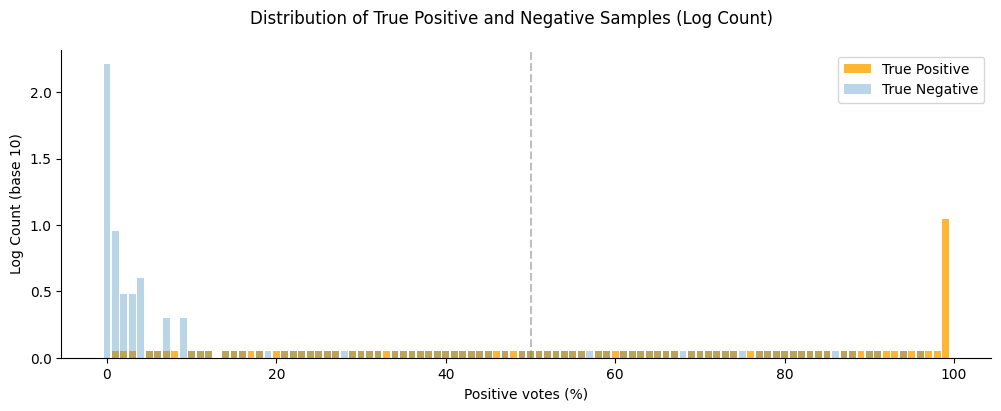 Distribution of True Positive and Negative Samples (Log Count)
True Positive
True Negative
Log Count (base 10)
2.0
1.5
1.0
0.5
0.0
0 20 40 60 80 100
Positive votes (%)